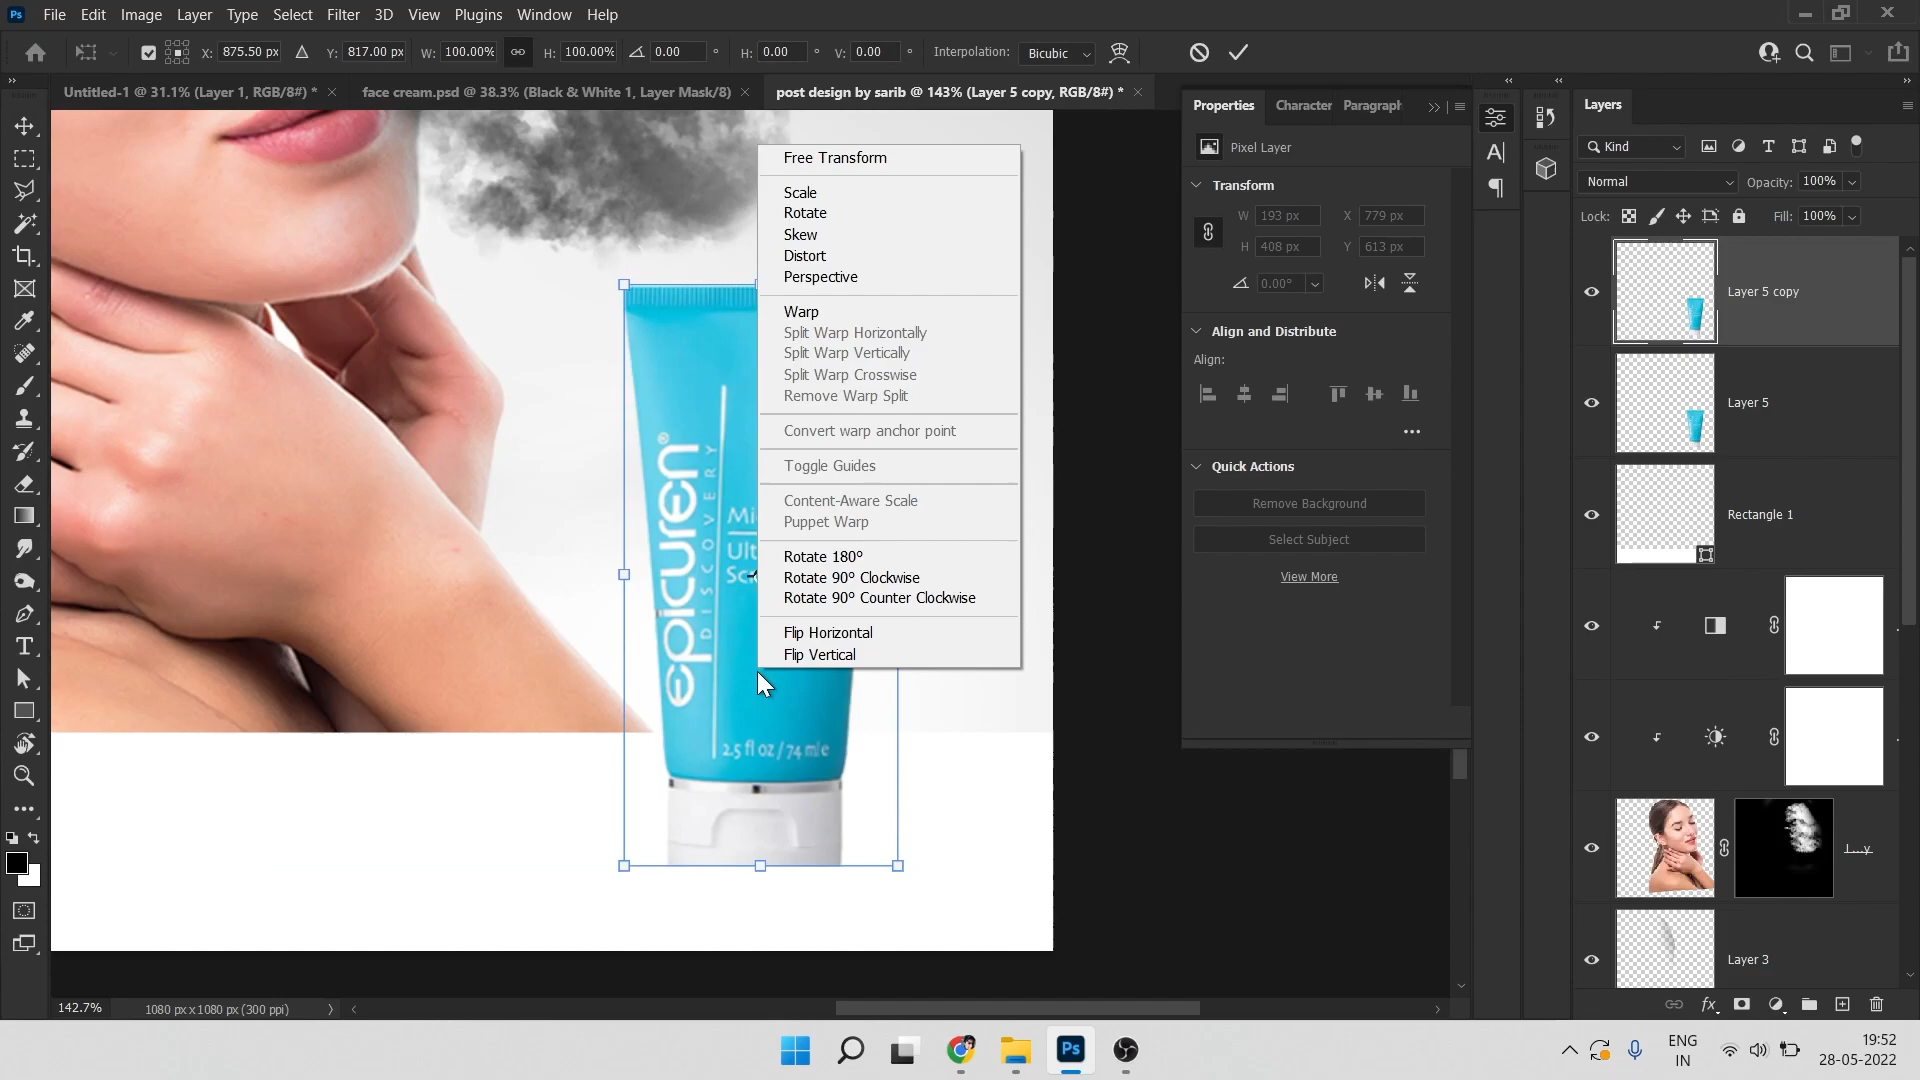 File Edit Image Layer Type Select Filter 3D View Plugins Window Help
X: 875.50 px Y: 817.00 px W: 100.00% H: 100.00% 0.00 ° H: 0.00 ° V: 0.00 ° Interpolation: Bicubic
Untitled-1 @ 31.1% (Layer 1, RGB/8#) * face cream.psd @ 38.3% (Black & White 1, Layer Mask/8) post design by sarib @ 143% (Layer 5 copy, RGB/8#) *
Free Transform
Scale
Rotate
Skew
Distort
Perspective
Warp
Split Warp Horizontally
Split Warp Vertically
Split Warp Crosswise
Remove Warp Split
Convert warp anchor point
Toggle Guides
Content-Aware Scale
Puppet Warp
Rotate 180°
Rotate 90° Clockwise
Rotate 90° Counter Clockwise
Flip Horizontal
Flip Vertical
epicuren®
DISCOVERY
2.5 fl oz / 74 mle
Properties Character Paragraph
Pixel Layer
Transform
W 193 px X 779 px
H 408 px Y 613 px
0.00°
Align and Distribute
Align:
Quick Actions
Remove Background
Select Subject
View More
Layers
Kind
Normal Opacity: 100%
Lock: Fill: 100%
Layer 5 copy
Layer 5
Rectangle 1
l...y
Layer 3
142.7% 1080 px x 1080 px (300 ppi)
ENG
IN
19:52
28-05-2022